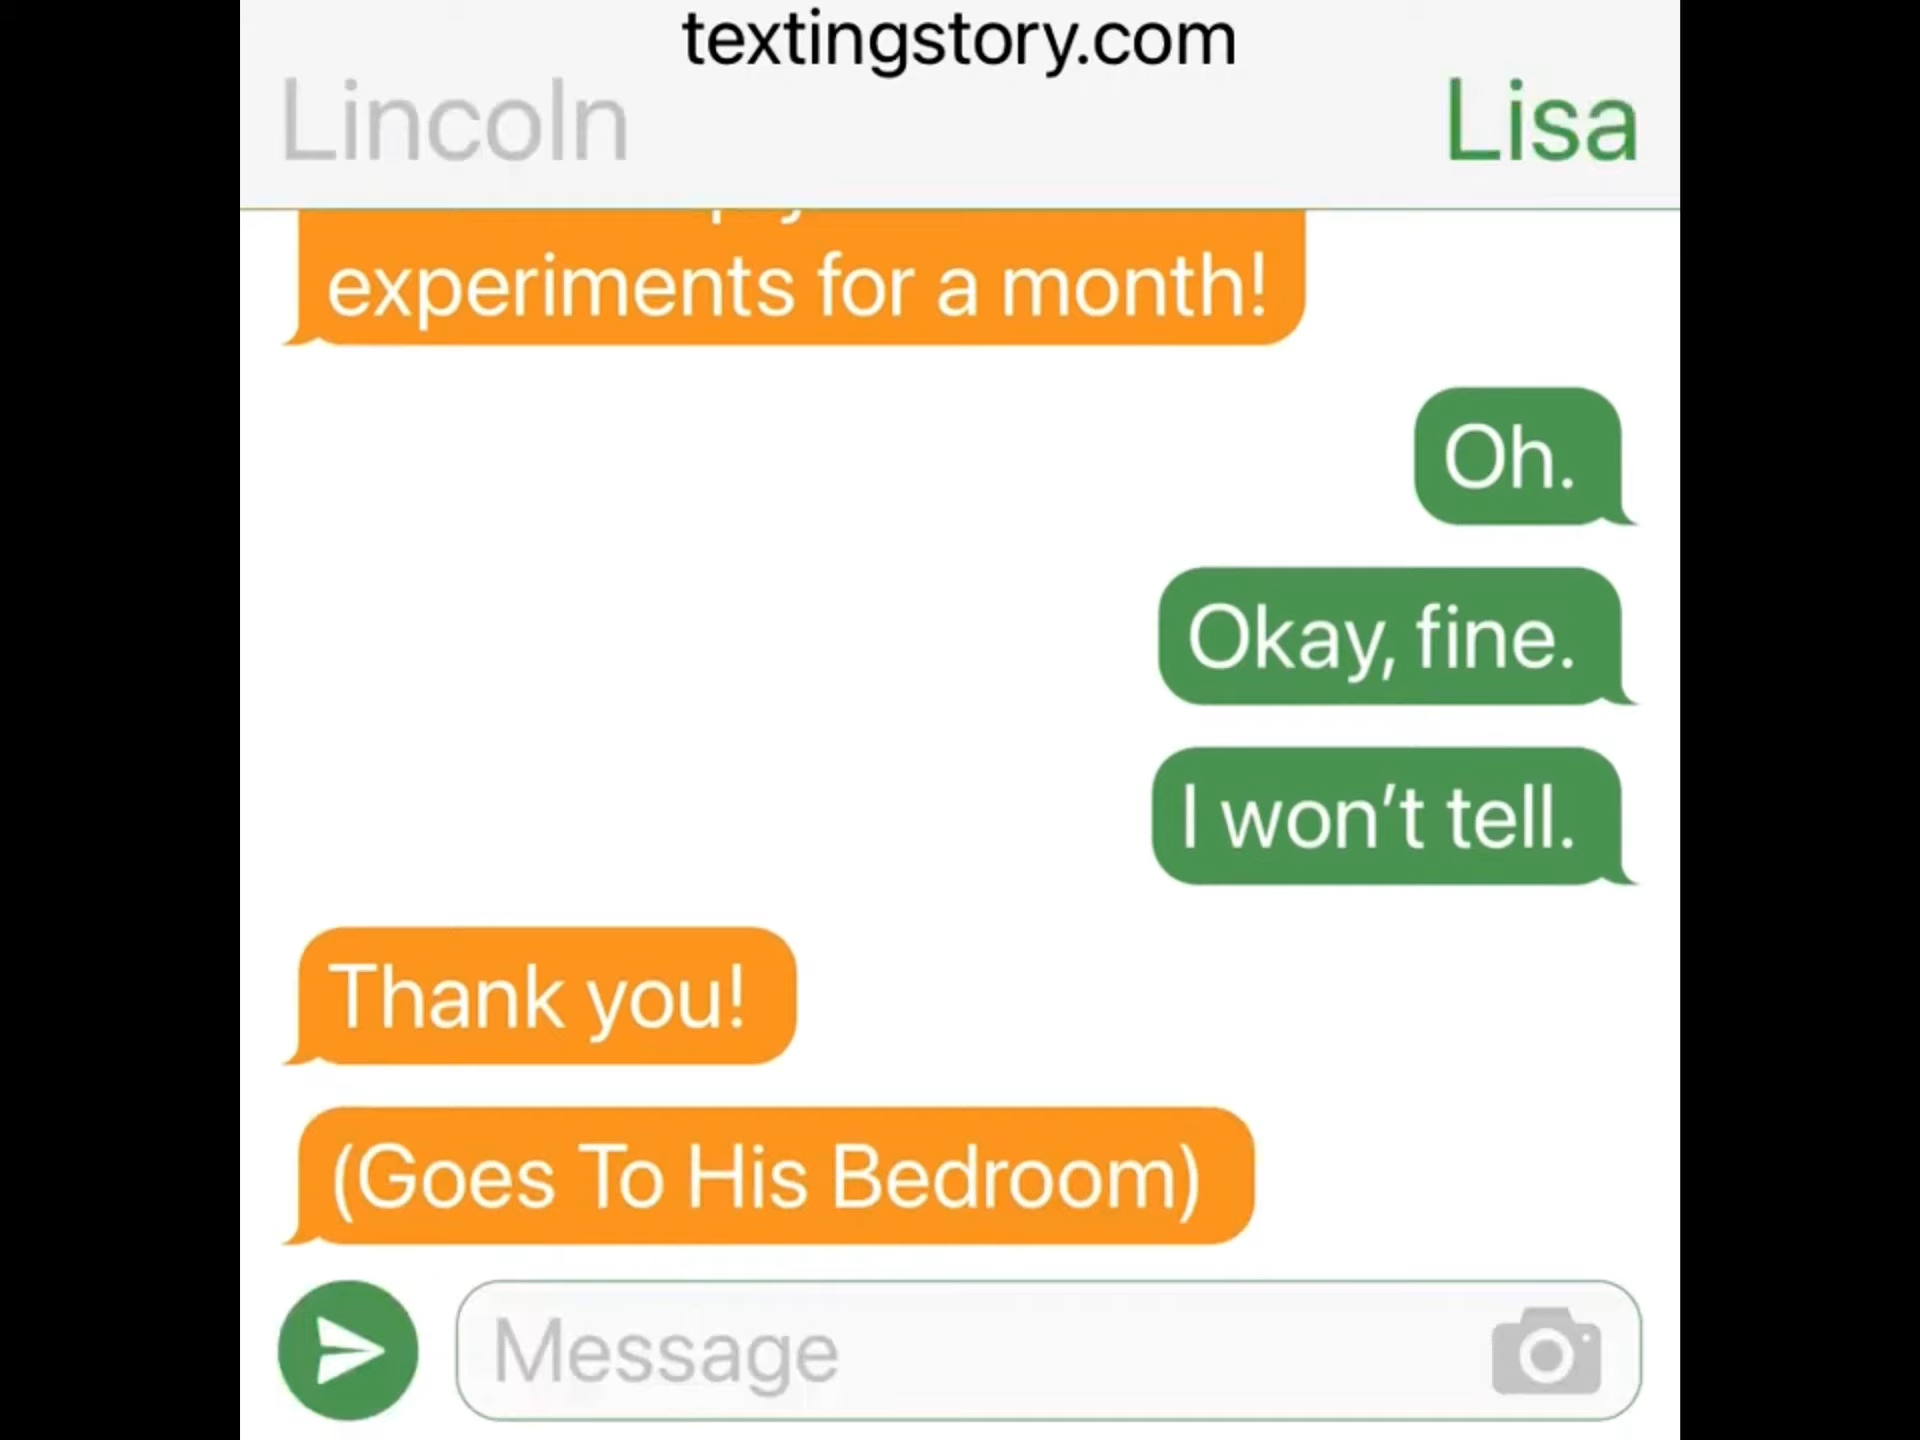 textingstory.com
Lincoln
Lisa
experiments for a month!
Oh.
Okay, fine.
I won’t tell.
Thank you!
(Goes To His Bedroom)
Message